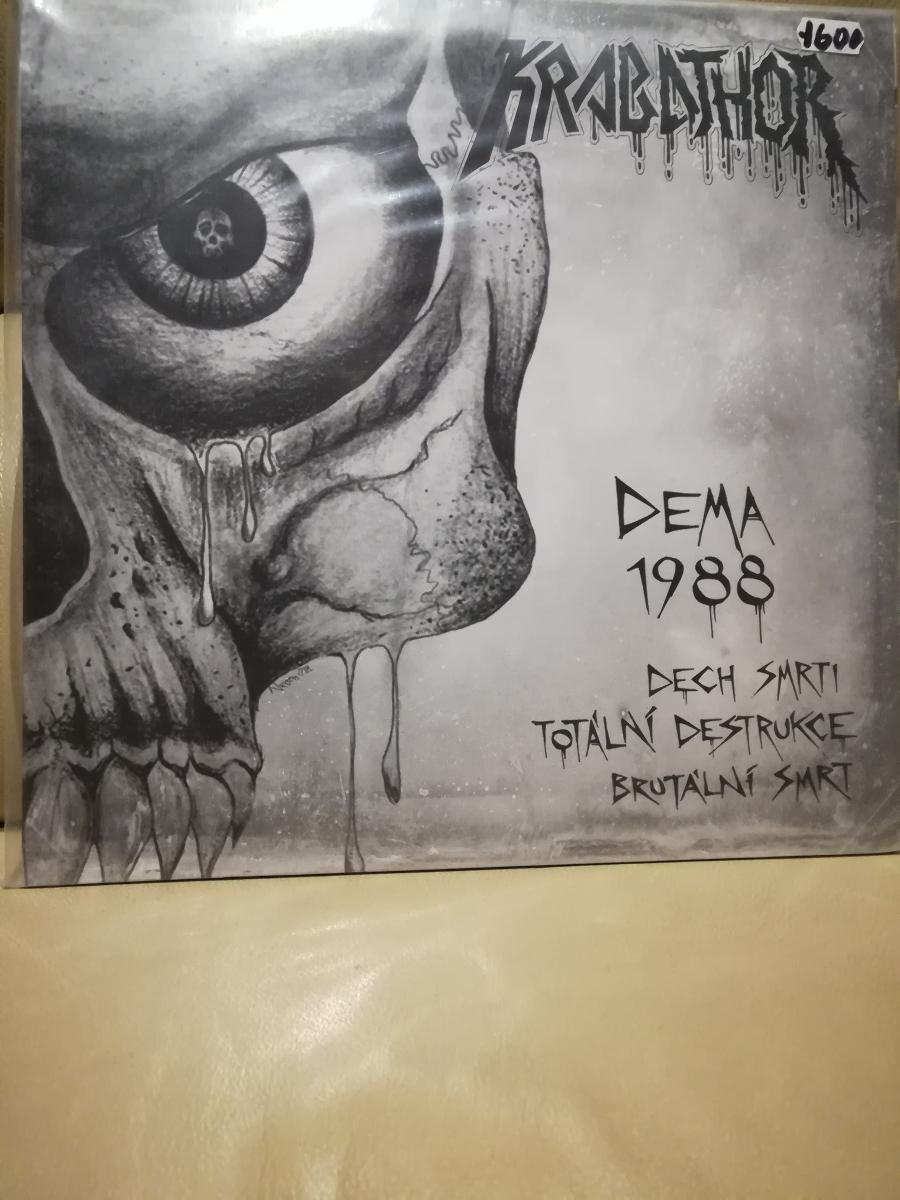 1600
KRABATHOR
DEMA
1988
DECH SMRTI
TOTÁLNÍ DESTRUKCE
BRUTÁLNÍ SMRT